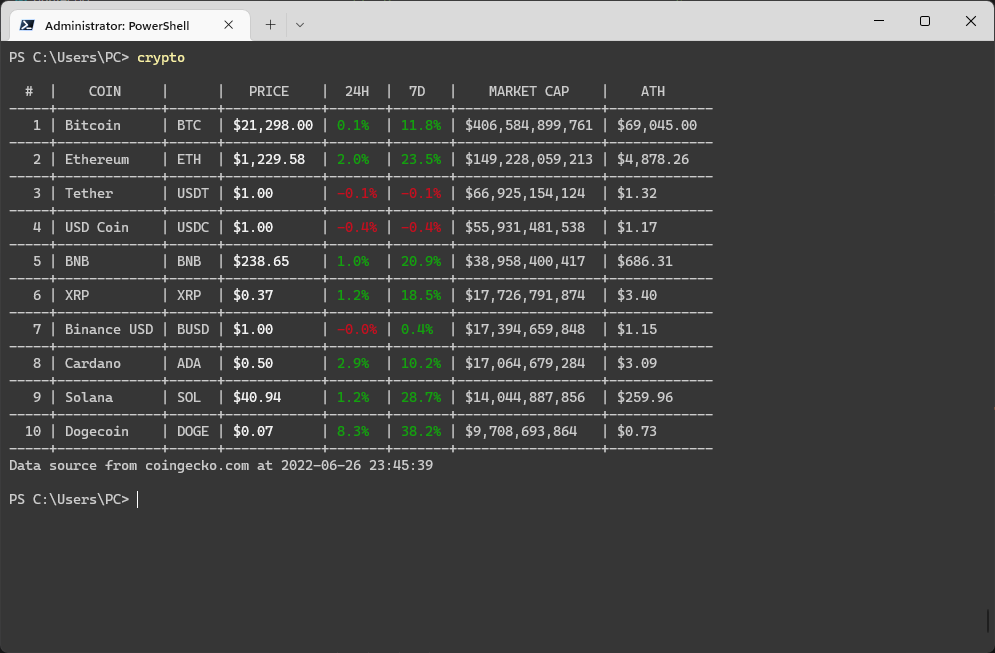 Administrator: PowerShell
PS C:\Users\PC> crypto
# | COIN | | PRICE | 24H | 7D | MARKET CAP | ATH
-----+-------------+------+------------+-------+-------+------------------+-------------
1 | Bitcoin | BTC | $21,298.00 | 0.1% | 11.8% | $406,584,899,761 | $69,045.00
-----+-------------+------+------------+-------+-------+------------------+-------------
2 | Ethereum | ETH | $1,229.58 | 2.0% | 23.5% | $149,228,059,213 | $4,878.26
-----+-------------+------+------------+-------+-------+------------------+-------------
3 | Tether | USDT | $1.00 | -0.1% | -0.1% | $66,925,154,124 | $1.32
-----+-------------+------+------------+-------+-------+------------------+-------------
4 | USD Coin | USDC | $1.00 | -0.4% | -0.4% | $55,931,481,538 | $1.17
-----+-------------+------+------------+-------+-------+------------------+-------------
5 | BNB | BNB | $238.65 | 1.0% | 20.9% | $38,958,400,417 | $686.31
-----+-------------+------+------------+-------+-------+------------------+-------------
6 | XRP | XRP | $0.37 | 1.2% | 18.5% | $17,726,791,874 | $3.40
-----+-------------+------+------------+-------+-------+------------------+-------------
7 | Binance USD | BUSD | $1.00 | -0.0% | 0.4% | $17,394,659,848 | $1.15
-----+-------------+------+------------+-------+-------+------------------+-------------
8 | Cardano | ADA | $0.50 | 2.9% | 10.2% | $17,064,679,284 | $3.09
-----+-------------+------+------------+-------+-------+------------------+-------------
9 | Solana | SOL | $40.94 | 1.2% | 28.7% | $14,044,887,856 | $259.96
-----+-------------+------+------------+-------+-------+------------------+-------------
10 | Dogecoin | DOGE | $0.07 | 8.3% | 38.2% | $9,708,693,864 | $0.73
-----+-------------+------+------------+-------+-------+------------------+-------------
Data source from coingecko.com at 2022-06-26 23:45:39
PS C:\Users\PC>